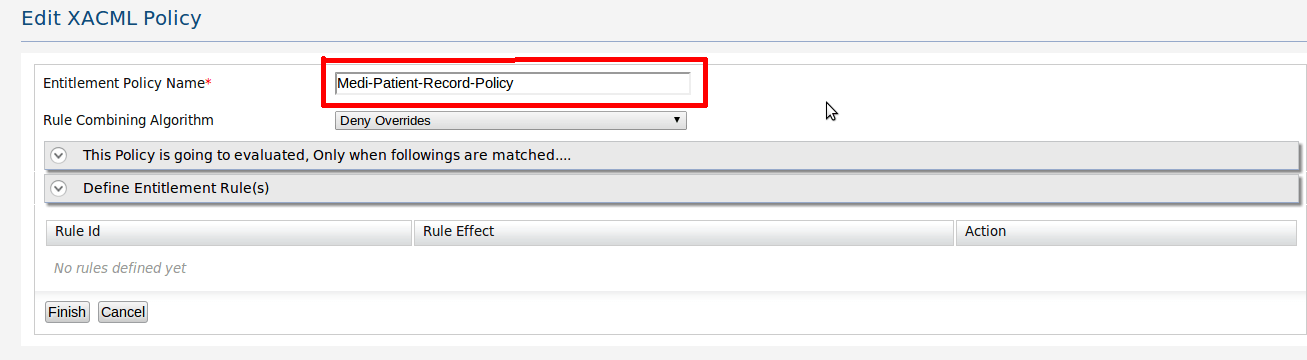 Edit XACML Policy
Entitlement Policy Name* Medi-Patient-Record-Policy
Rule Combining Algorithm Deny Overrides
This Policy is going to evaluated, Only when followings are matched....
Define Entitlement Rule(s)
Rule Id Rule Effect Action
No rules defined yet
Finish Cancel